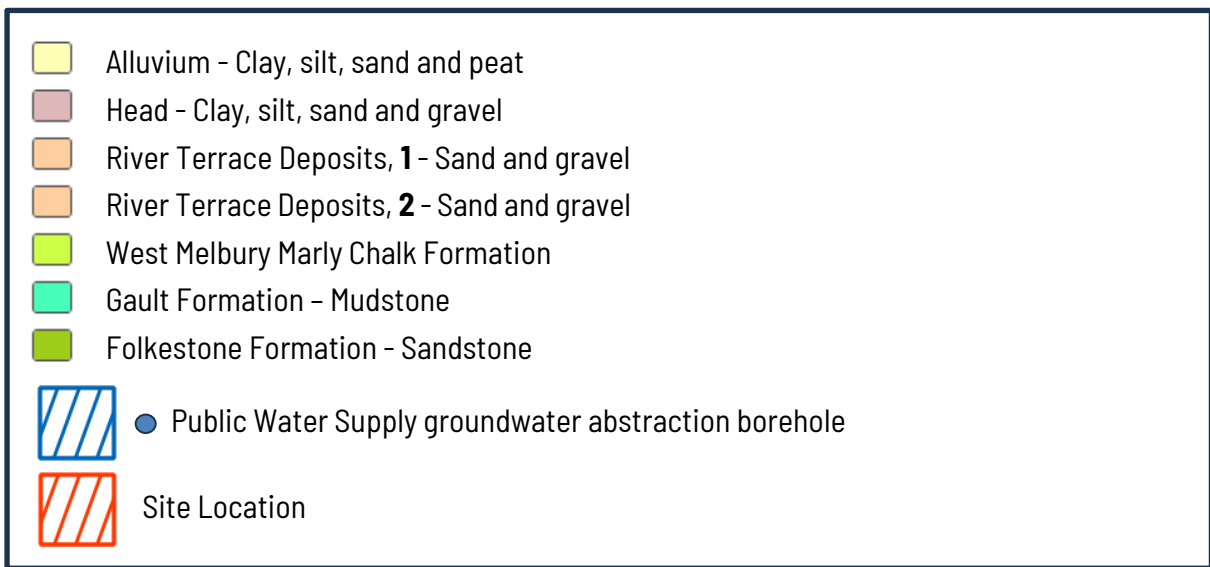 Alluvium - Clay, silt, sand and peat
Head - Clay, silt, sand and gravel
River Terrace Deposits, 1 - Sand and gravel
River Terrace Deposits, 2 - Sand and gravel
West Melbury Marly Chalk Formation
Gault Formation – Mudstone
Folkestone Formation - Sandstone
Public Water Supply groundwater abstraction borehole
Site Location